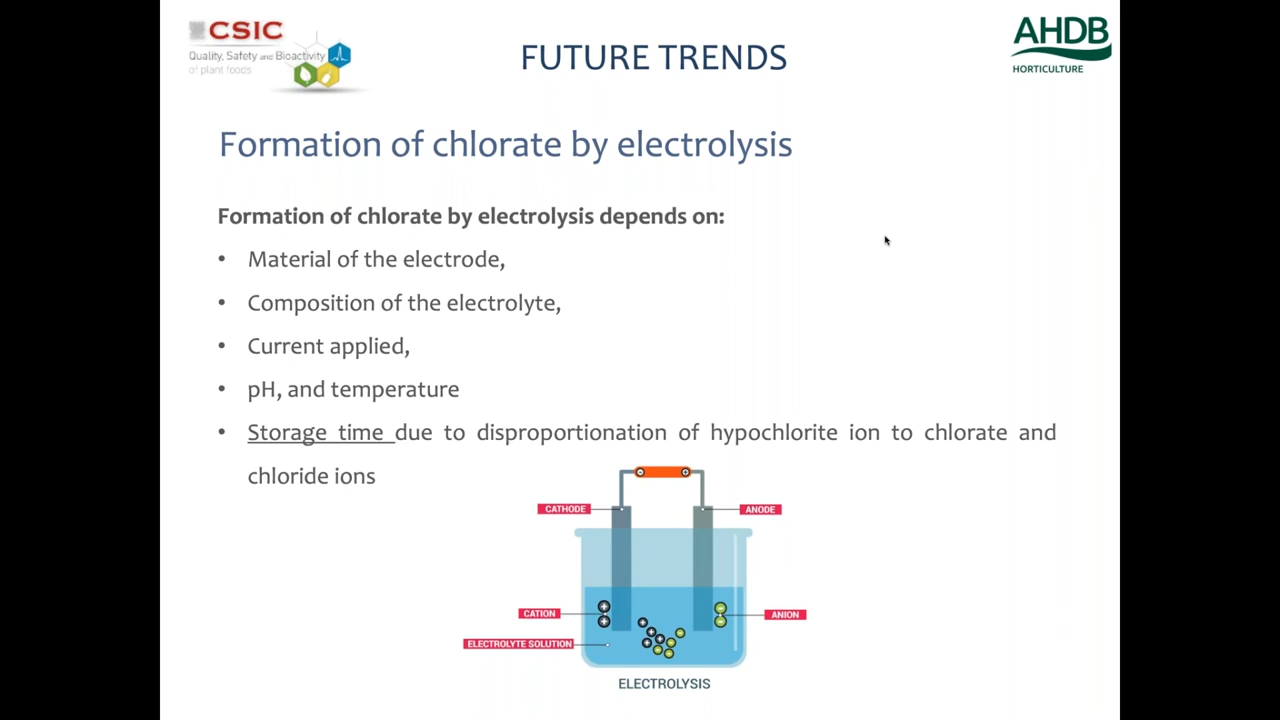 CSIC
Quality, Safety and Bioactivity
of plant foods
FUTURE TRENDS
AHDB
HORTICULTURE
Formation of chlorate by electrolysis
Formation of chlorate by electrolysis depends on:
• Material of the electrode,
• Composition of the electrolyte,
• Current applied,
• pH, and temperature
• Storage time due to disproportionation of hypochlorite ion to chlorate and
chloride ions
CATHODE
ANODE
CATION
ANION
ELECTROLYTE SOLUTION
ELECTROLYSIS